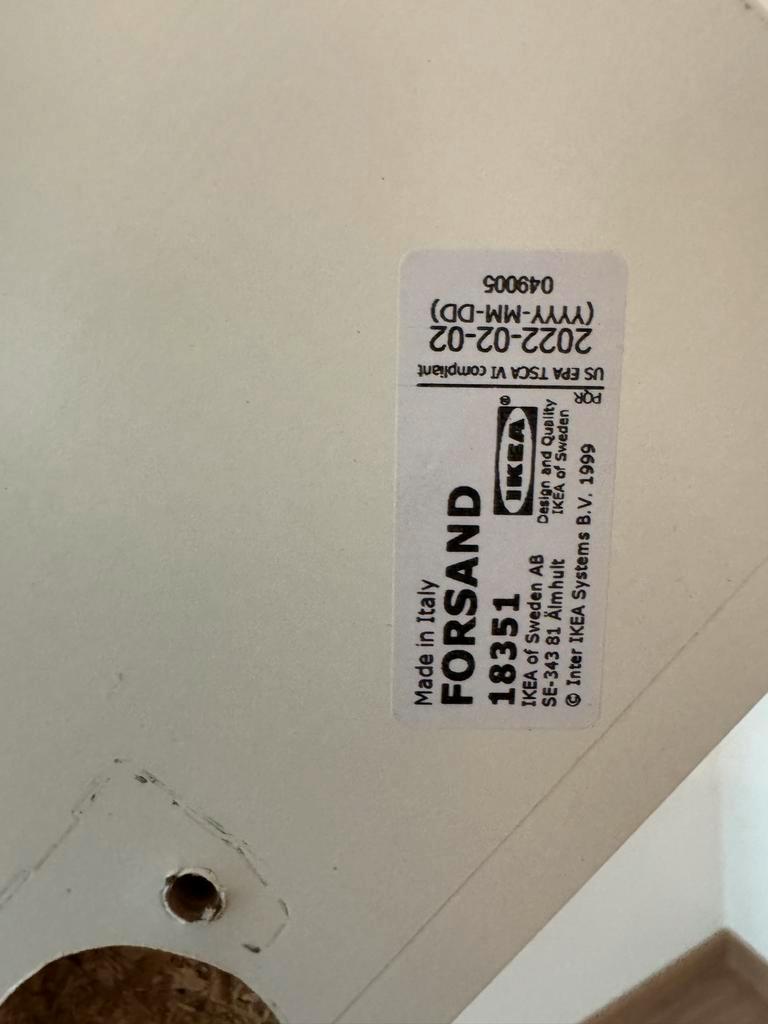 Made in Italy
FORSAND
18351
IKEA of Sweden AB
SE-343 81 Älmhult
© Inter IKEA Systems B.V. 1999
IKEA®
Design and Quality
IKEA of Sweden
PQR
US EPA TSCA VI compliant
2022-02-02
(YYYY-MM-DD)
049005